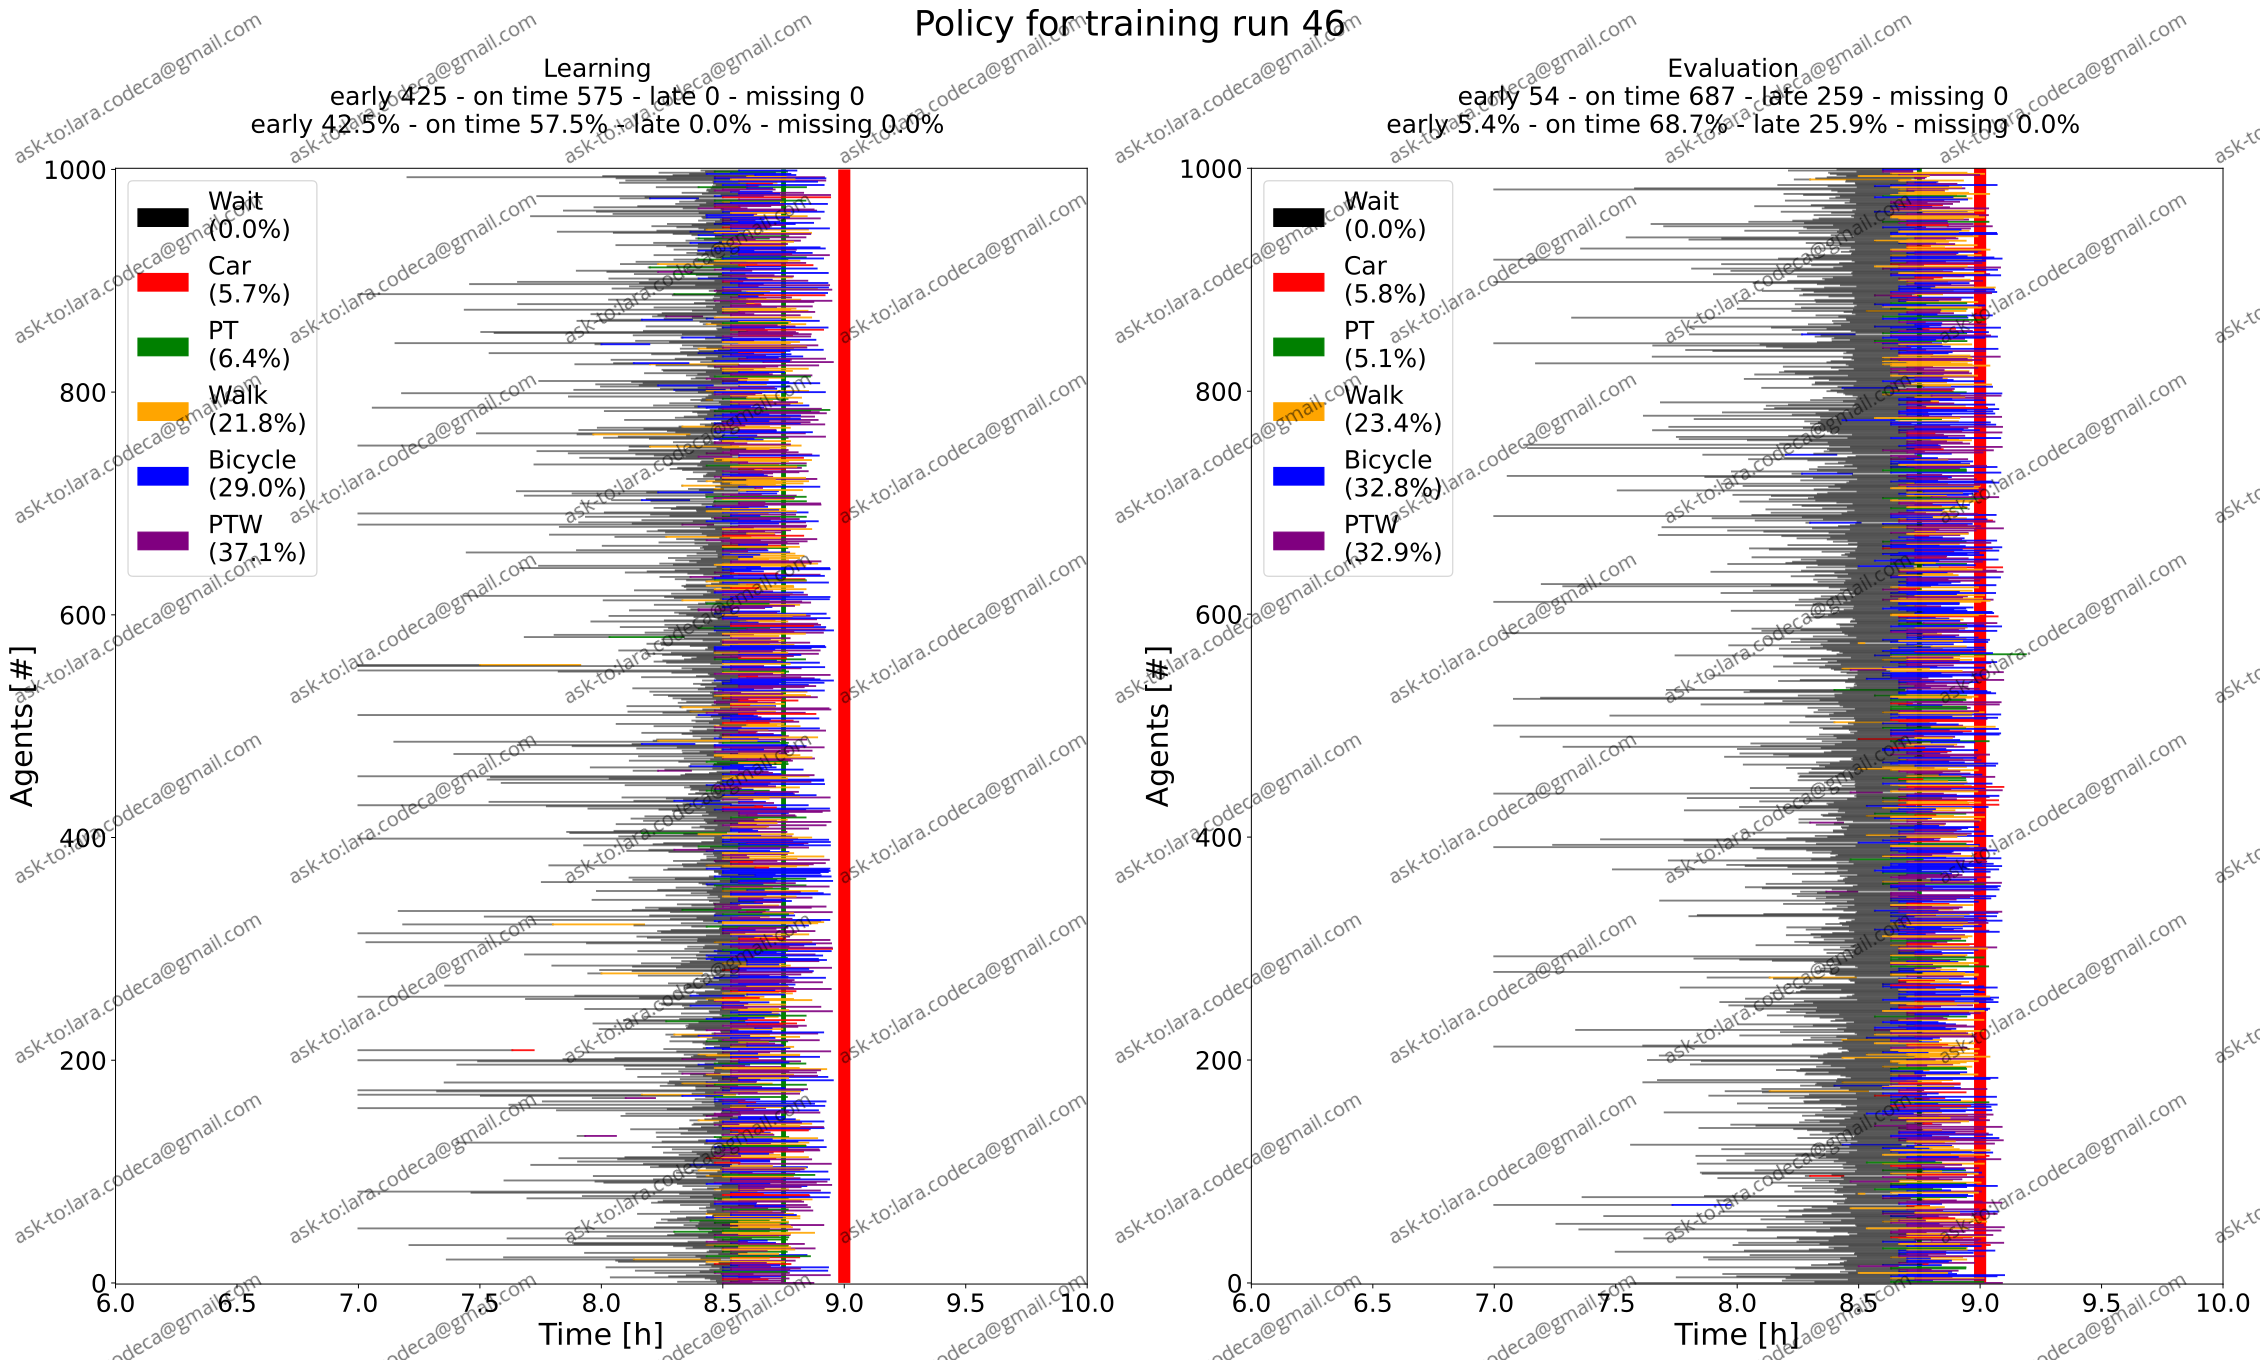 Policy for training run 46
Learning
early 425 - on time 575 - late 0 - missing 0
early 42.5% - on time 57.5% - late 0.0% - missing 0.0%
Wait
(0.0%)
Car
(5.7%)
PT
(6.4%)
Walk
(21.8%)
Bicycle
(29.0%)
PTW
(37.1%)
1000
800
600
400
200
0
Agents [#]
6.0 6.5 7.0 7.5 8.0 8.5 9.0 9.5 10.0
Time [h]
Evaluation
early 54 - on time 687 - late 259 - missing 0
early 5.4% - on time 68.7% - late 25.9% - missing 0.0%
Wait
(0.0%)
Car
(5.8%)
PT
(5.1%)
Walk
(23.4%)
Bicycle
(32.8%)
PTW
(32.9%)
1000
800
600
400
200
0
Agents [#]
6.0 6.5 7.0 7.5 8.0 8.5 9.0 9.5 10.0
Time [h]
ask-to:lara.codeca@gmail.com